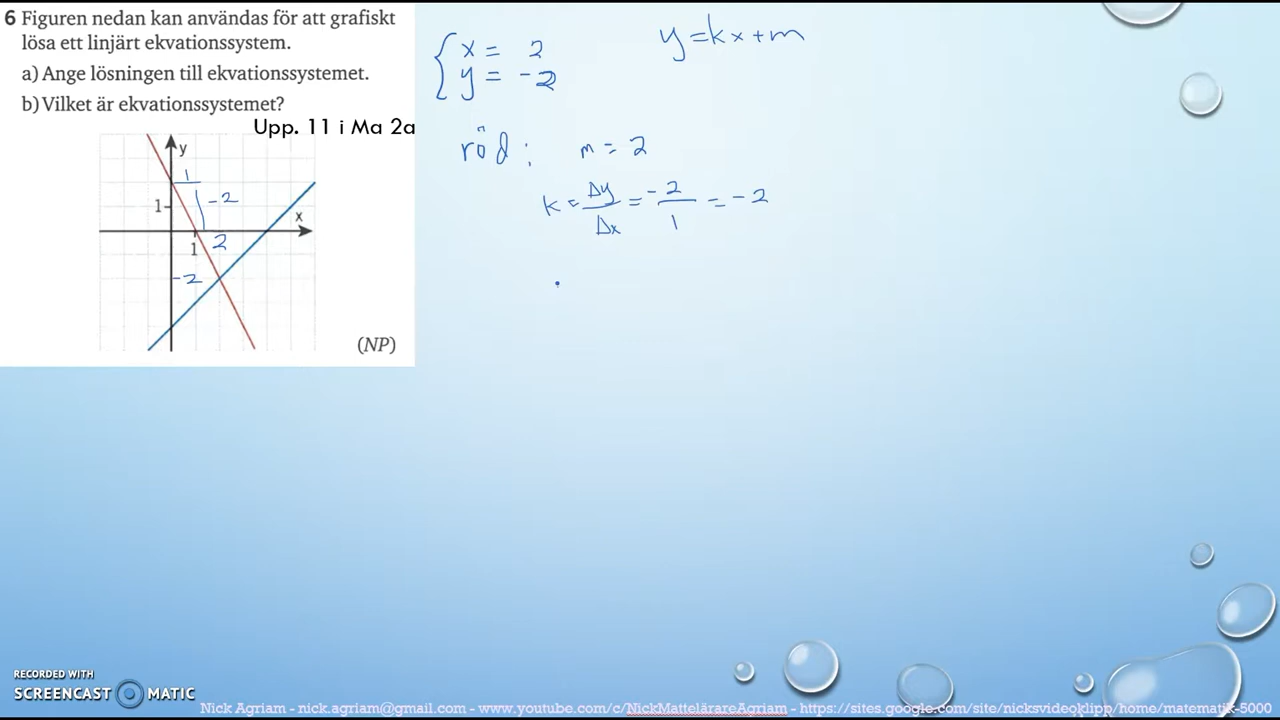 6 Figuren nedan kan användas för att grafiskt
lösa ett linjärt ekvationssystem.
a) Ange lösningen till ekvationssystemet.
b) Vilket är ekvationssystemet?
Upp. 11 i Ma 2a
y
1
-2
1
x
1
2
-2
(NP)
{ x = 2
y = -2
y = kx + m
röd : m = 2
k = Δy/Δx = -2/1 = -2
RECORDED WITH
SCREENCAST MATIC
Nick Agriam - nick.agriam@gmail.com - www.youtube.com/c/NickMattelärareAgriam - https://sites.google.com/site/nicksvideoklipp/home/matematik-5000